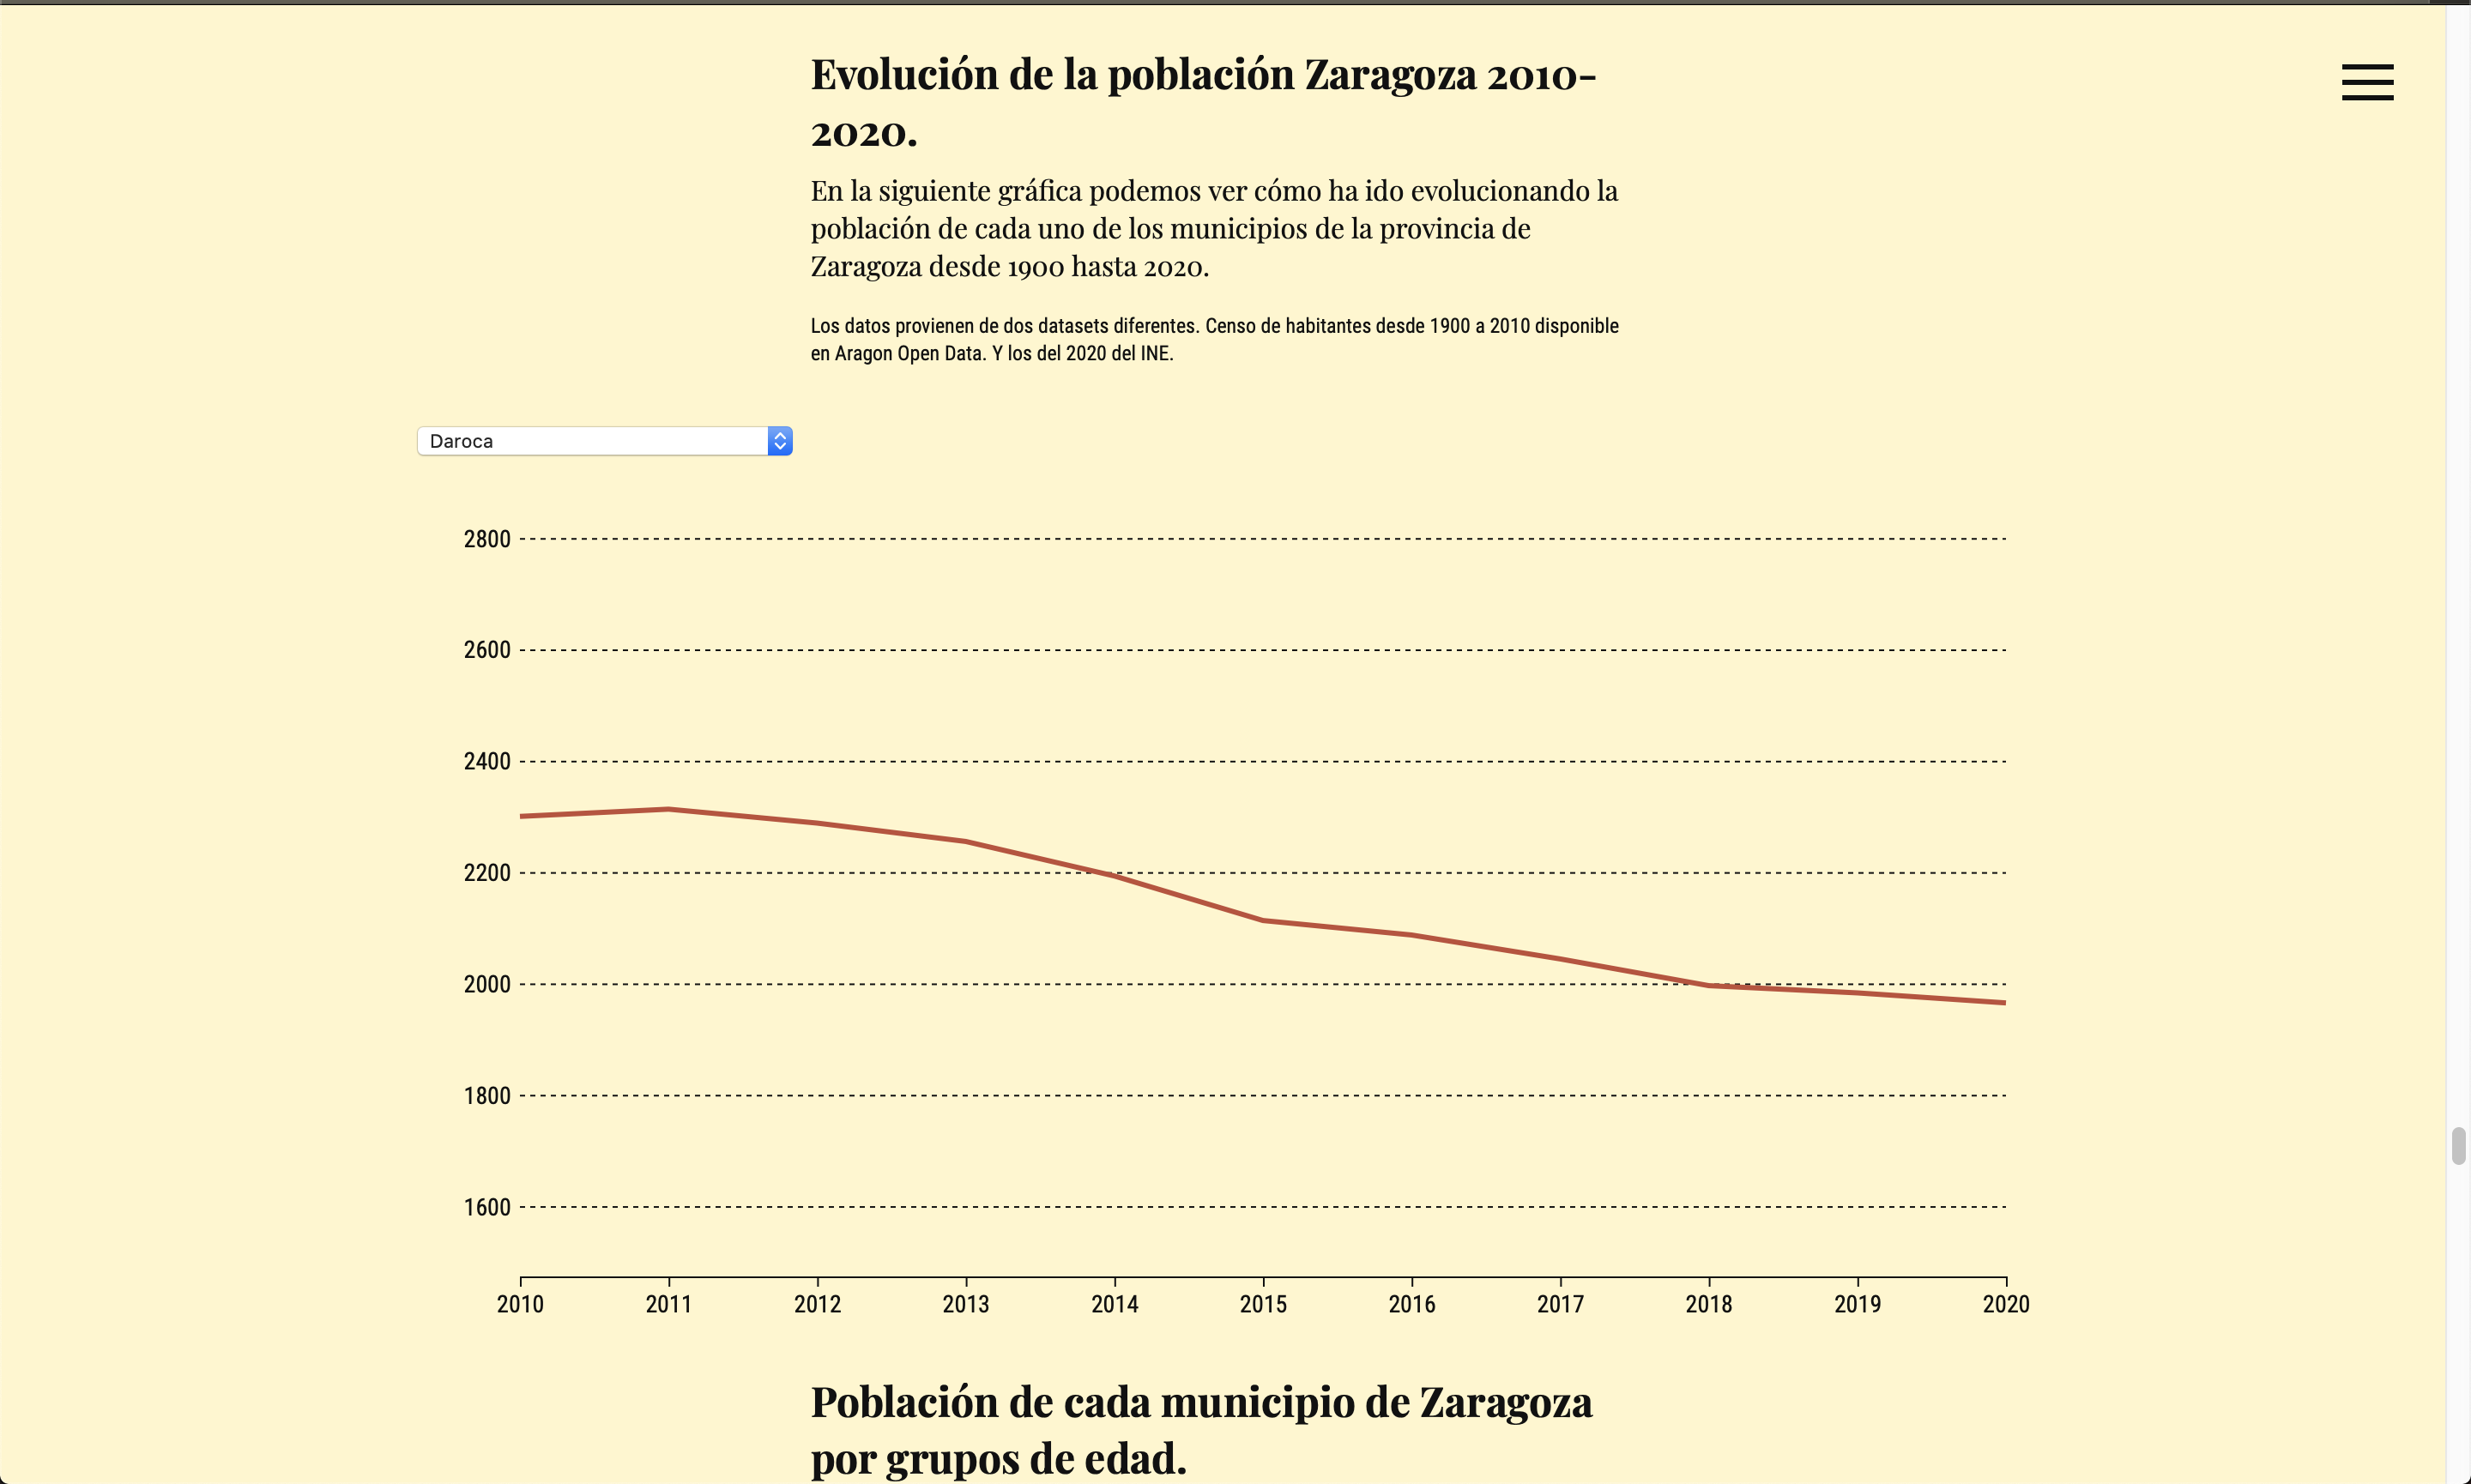 Evolución de la población Zaragoza 2010-
2020.
En la siguiente gráfica podemos ver cómo ha ido evolucionando la
población de cada uno de los municipios de la provincia de
Zaragoza desde 1900 hasta 2020.
Los datos provienen de dos datasets diferentes. Censo de habitantes desde 1900 a 2010 disponible
en Aragon Open Data. Y los del 2020 del INE.
Daroca
2800
2600
2400
2200
2000
1800
1600
2010 2011 2012 2013 2014 2015 2016 2017 2018 2019 2020
Población de cada municipio de Zaragoza
por grupos de edad.